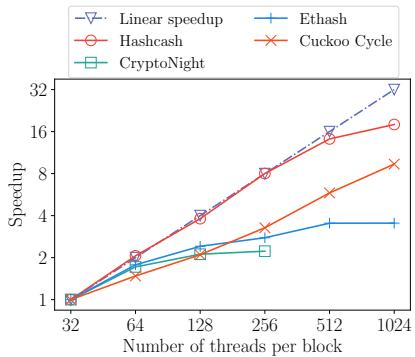 Linear speedup
Hashcash
CryptoNight
Ethash
Cuckoo Cycle
Speedup
32
16
8
4
2
1
32 64 128 256 512 1024
Number of threads per block